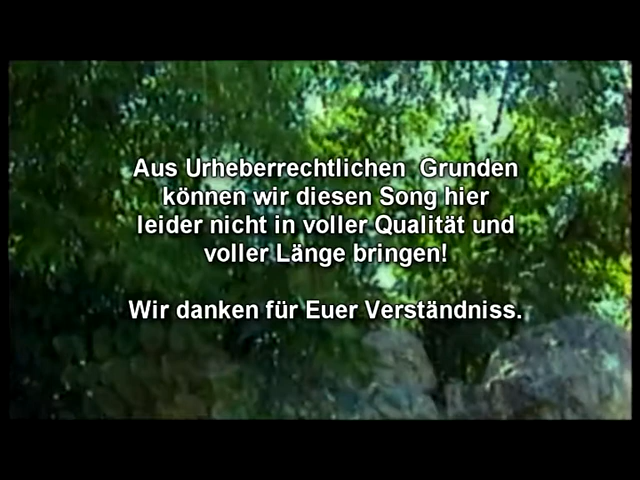 Aus Urheberrechtlichen Grunden
können wir diesen Song hier
leider nicht in voller Qualität und
voller Länge bringen!
Wir danken für Euer Verständniss.